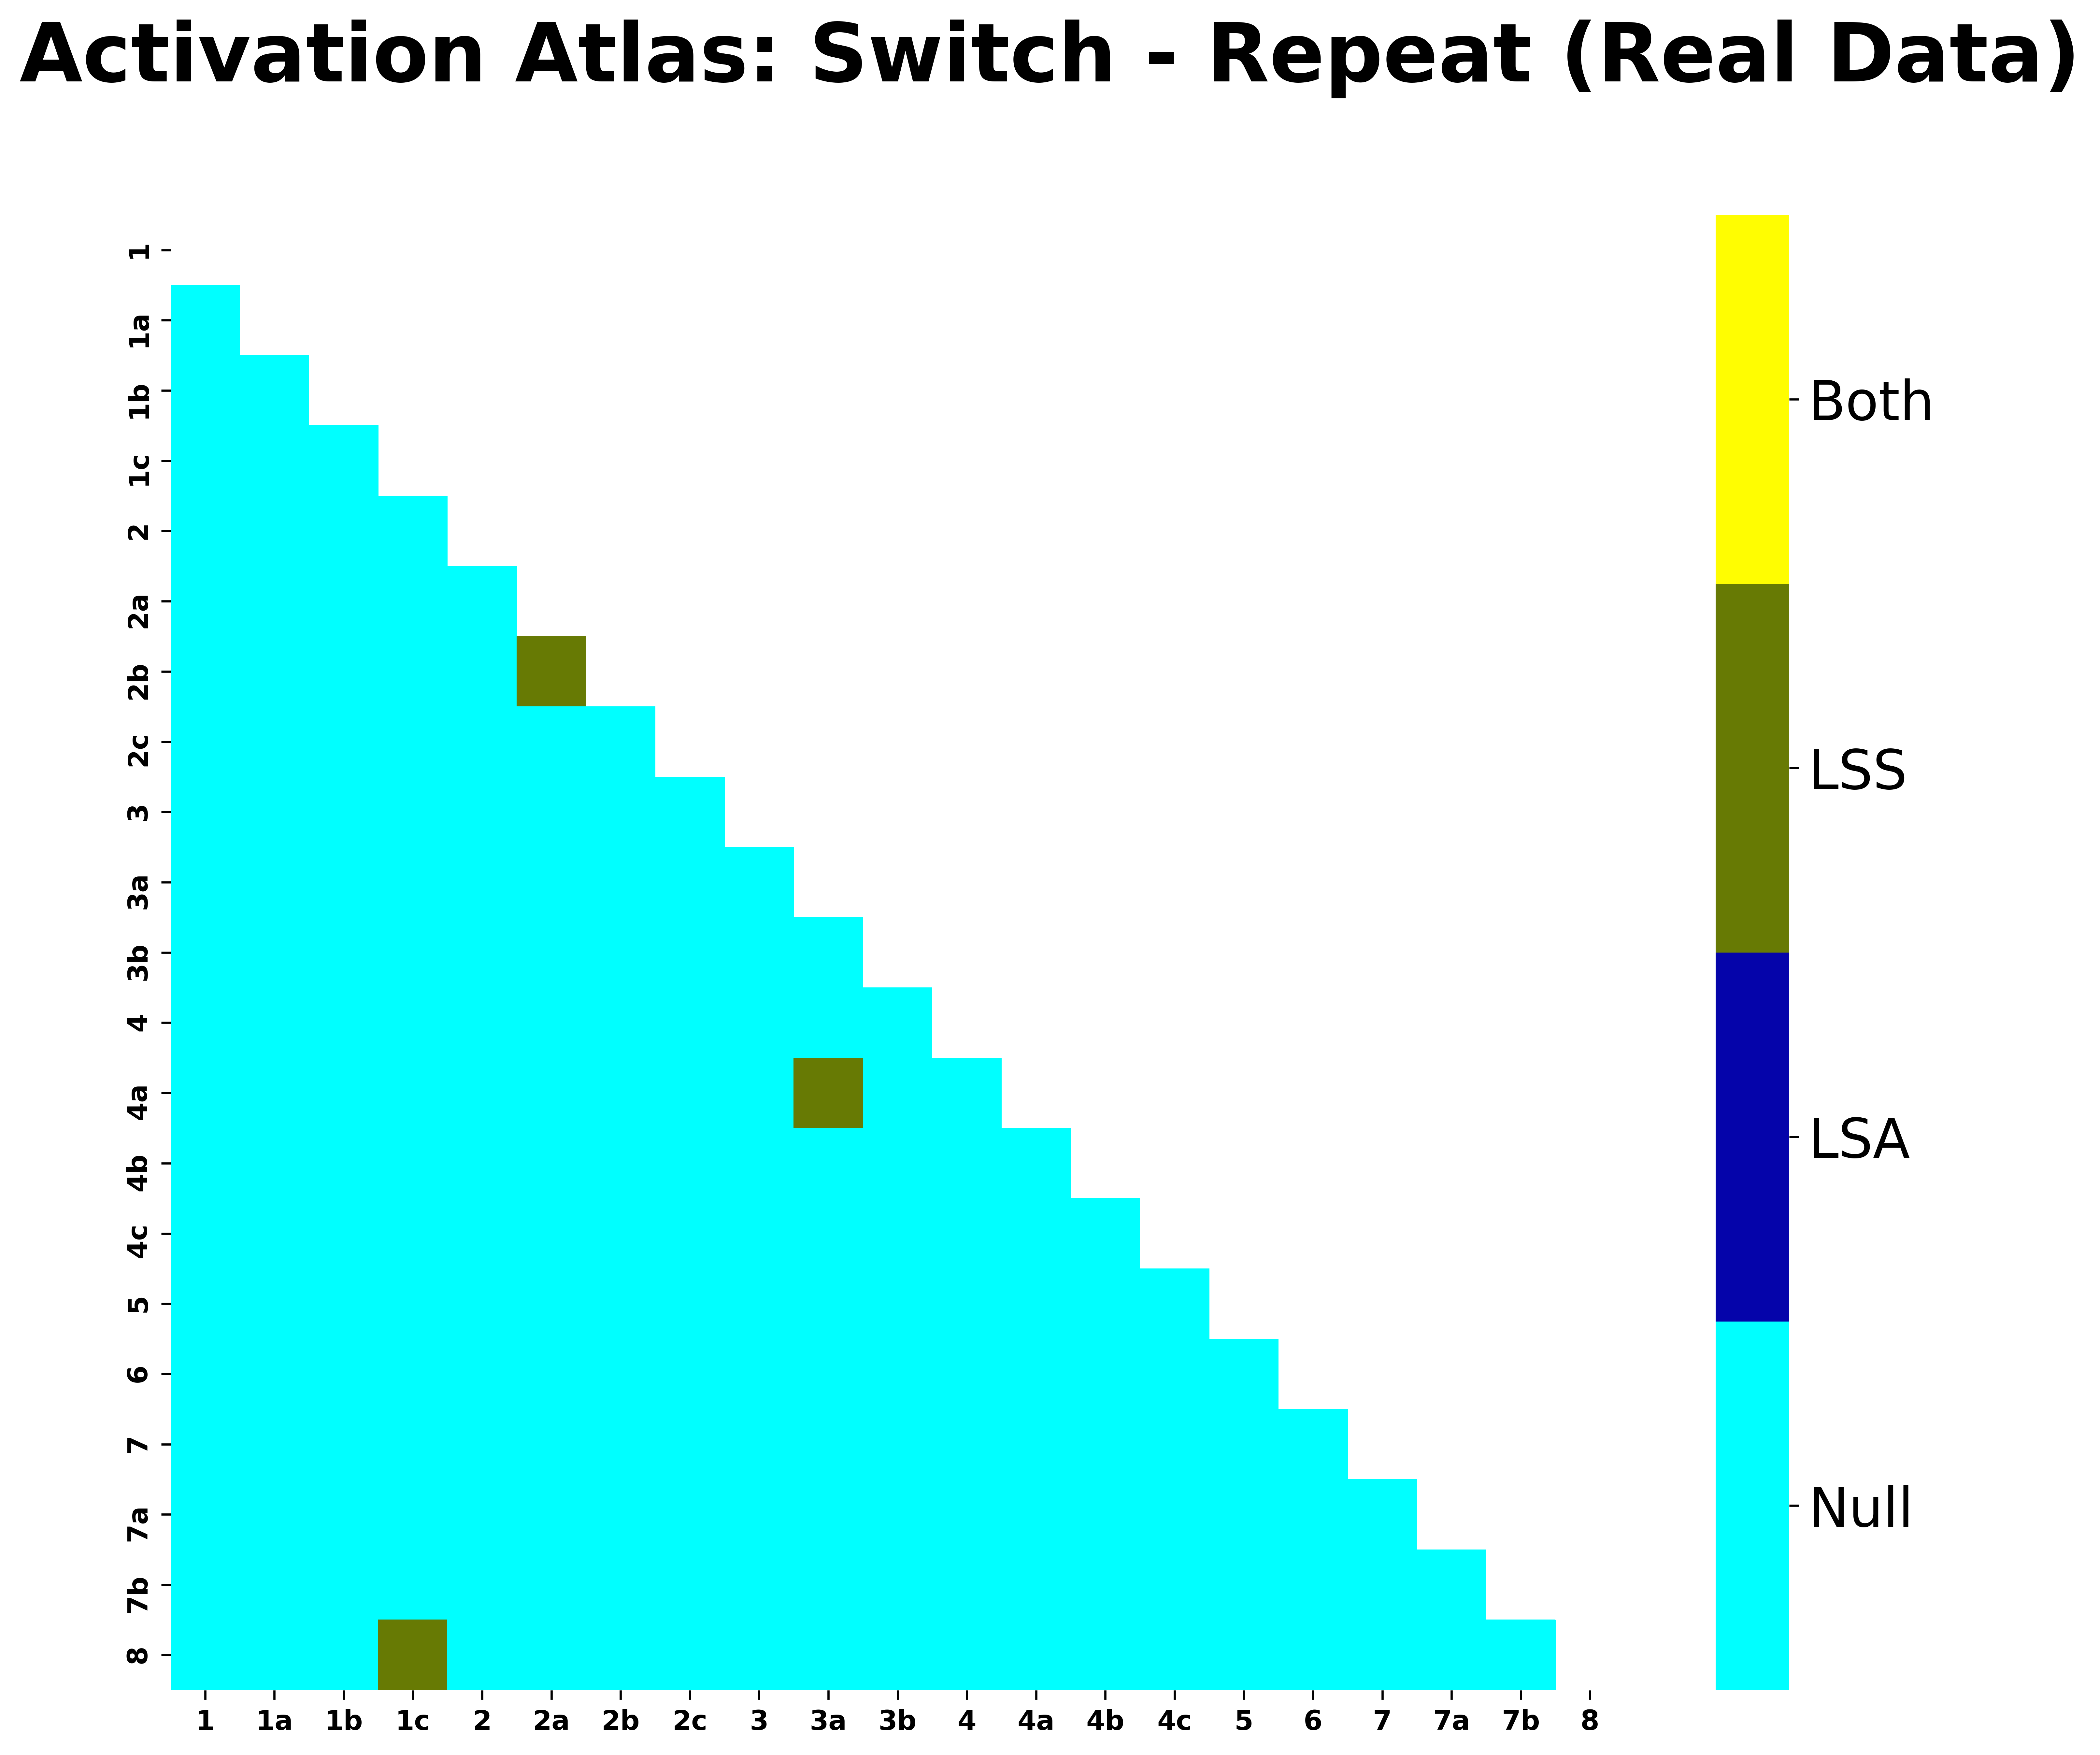 Activation Atlas: Switch - Repeat (Real Data)
1
1a
1b
1c
2
2a
2b
2c
3
3a
3b
4
4a
4b
4c
5
6
7
7a
7b
8
1 1a 1b 1c 2 2a 2b 2c 3 3a 3b 4 4a 4b 4c 5 6 7 7a 7b 8
Both
LSS
LSA
Null